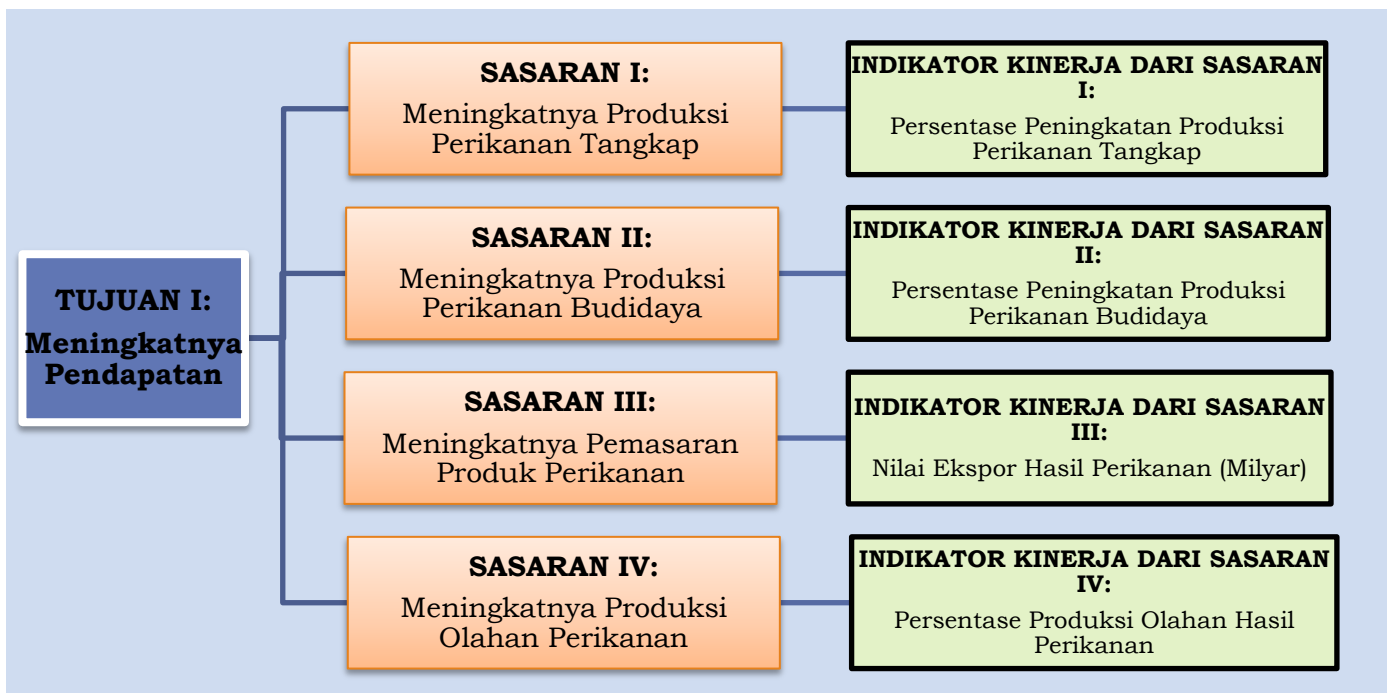 TUJUAN I:
Meningkatnya
Pendapatan
SASARAN I:
Meningkatnya Produksi
Perikanan Tangkap
INDIKATOR KINERJA DARI SASARAN
I:
Persentase Peningkatan Produksi
Perikanan Tangkap
SASARAN II:
Meningkatnya Produksi
Perikanan Budidaya
INDIKATOR KINERJA DARI SASARAN
II:
Persentase Peningkatan Produksi
Perikanan Budidaya
SASARAN III:
Meningkatnya Pemasaran
Produk Perikanan
INDIKATOR KINERJA DARI SASARAN
III:
Nilai Ekspor Hasil Perikanan (Milyar)
SASARAN IV:
Meningkatnya Produksi
Olahan Perikanan
INDIKATOR KINERJA DARI SASARAN
IV:
Persentase Produksi Olahan Hasil
Perikanan